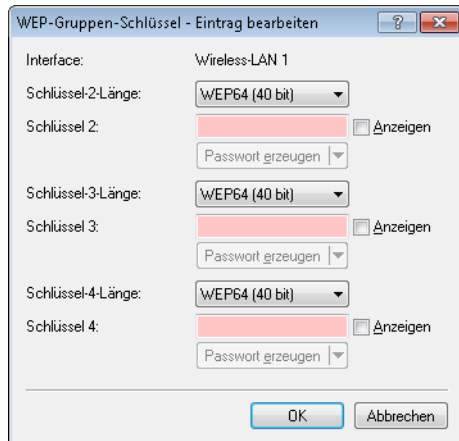 WEP-Gruppen-Schlüssel - Eintrag bearbeiten
Interface: Wireless-LAN 1
Schlüssel-2-Länge: WEP64 (40 bit)
Schlüssel 2: Anzeigen
Passwort erzeugen
Schlüssel-3-Länge: WEP64 (40 bit)
Schlüssel 3: Anzeigen
Passwort erzeugen
Schlüssel-4-Länge: WEP64 (40 bit)
Schlüssel 4: Anzeigen
Passwort erzeugen
OK Abbrechen